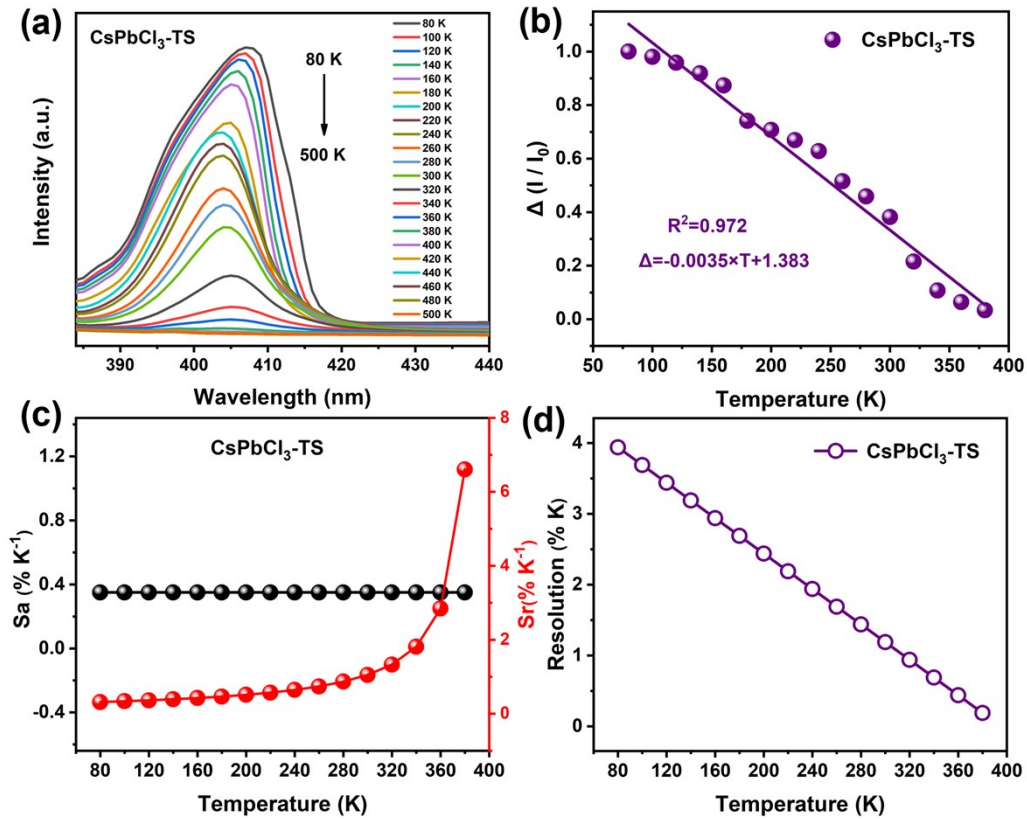 (a)
CsPbCl₃-TS
80 K
500 K
80 K
100 K
120 K
140 K
160 K
180 K
200 K
220 K
240 K
260 K
280 K
300 K
320 K
340 K
360 K
380 K
400 K
420 K
440 K
460 K
480 K
500 K
Intensity (a.u.)
390 400 410 420 430 440
Wavelength (nm)
(b)
CsPbCl₃-TS
1.0
0.8
0.6
0.4
0.2
0.0
Δ (I / I₀)
R²=0.972
Δ=-0.0035×T+1.383
50 100 150 200 250 300 350 400
Temperature (K)
(c)
CsPbCl₃-TS
1.2
0.8
0.4
0.0
-0.4
Sa (% K⁻¹)
8
6
4
2
0
Sr(% K⁻¹)
80 120 160 200 240 280 320 360 400
Temperature (K)
(d)
CsPbCl₃-TS
4
3
2
1
0
Resolution (% K)
80 120 160 200 240 280 320 360 400
Temperature (K)